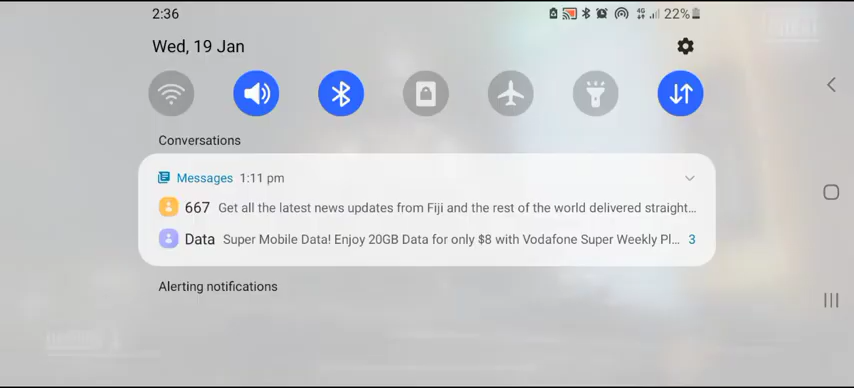 2:36
4G
22%
Wed, 19 Jan
Conversations
Messages 1:11 pm
667 Get all the latest news updates from Fiji and the rest of the world delivered straight...
Data Super Mobile Data! Enjoy 20GB Data for only $8 with Vodafone Super Weekly Pl... 3
Alerting notifications